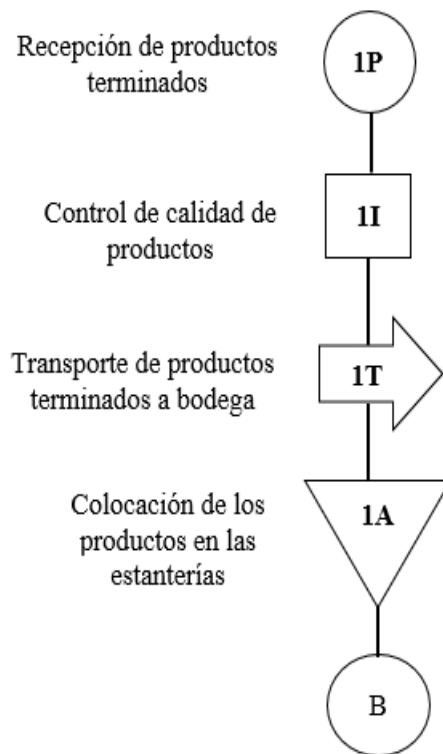 Recepción de productos
terminados
1P
Control de calidad de
productos
1I
Transporte de productos
terminados a bodega
1T
Colocación de los
productos en las
estanterías
1A
B